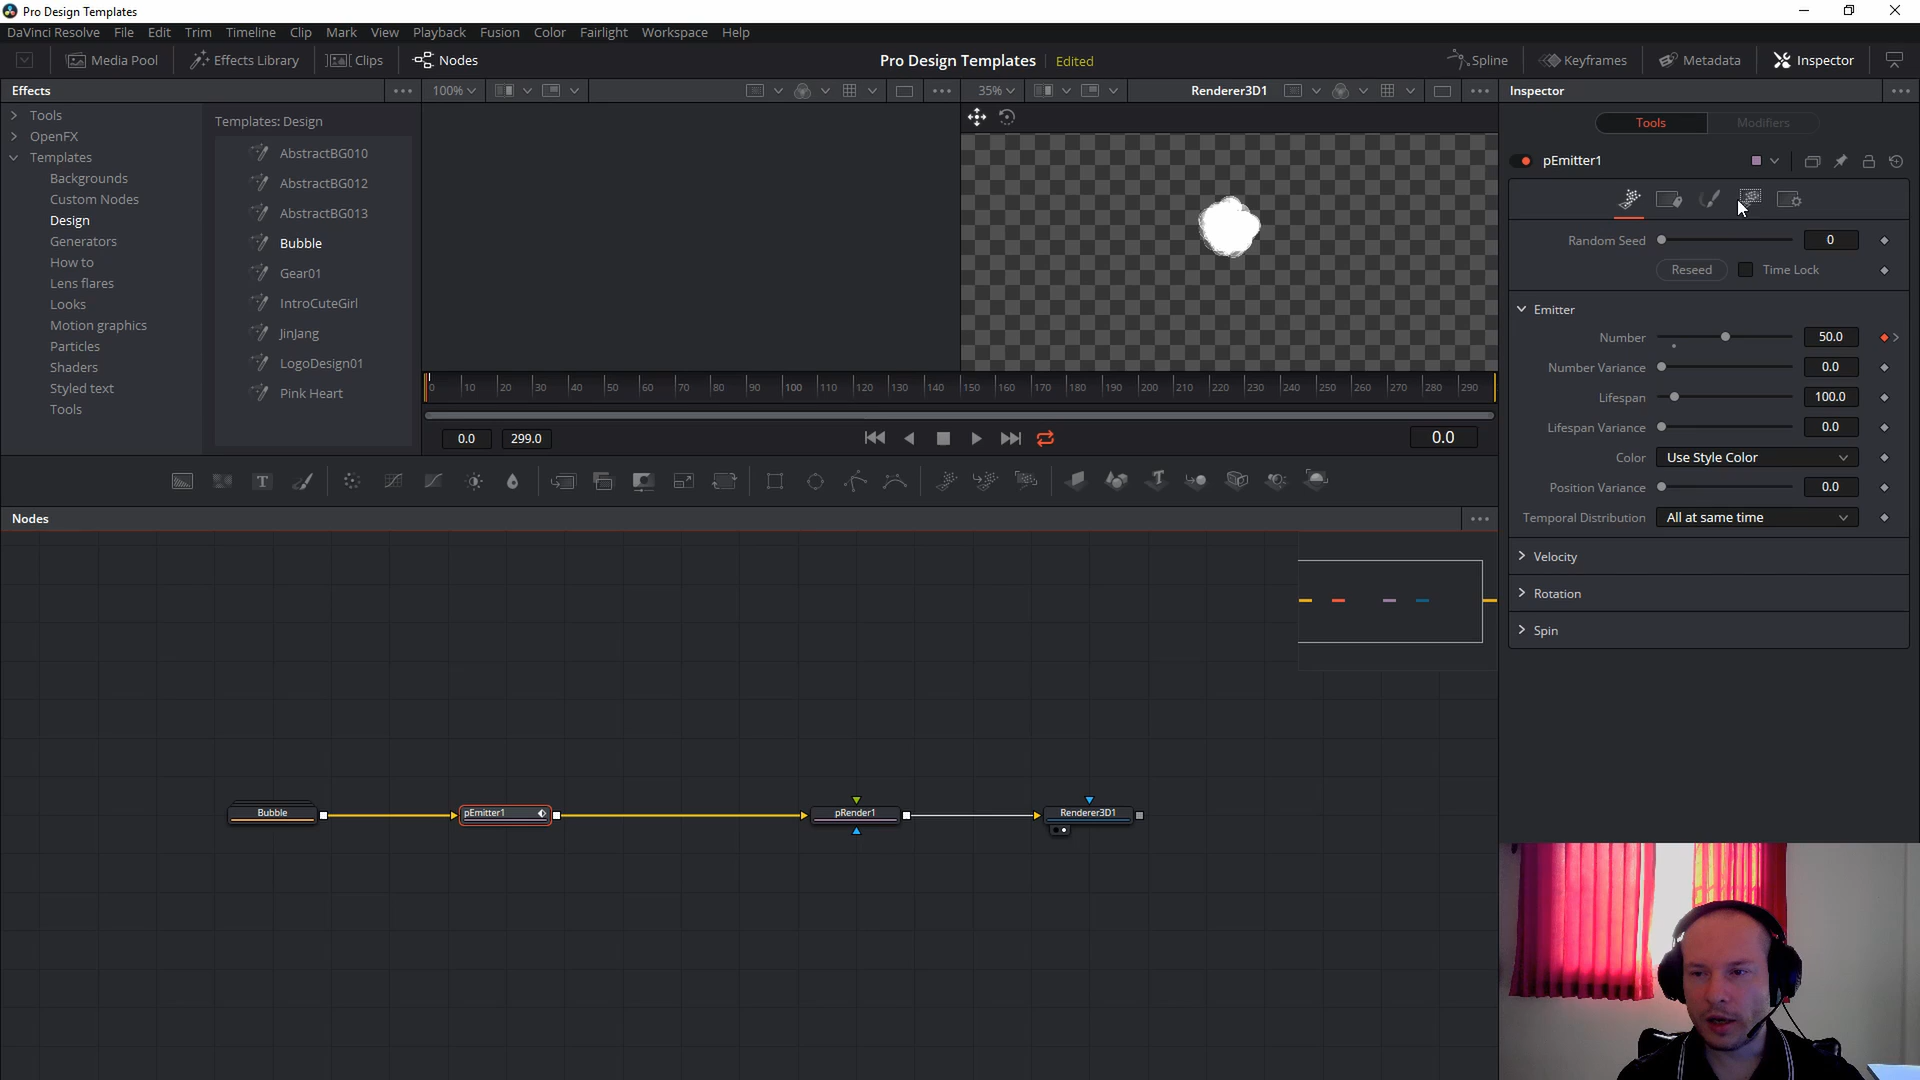 Pro Design Templates
DaVinci Resolve File Edit Trim Timeline Clip Mark View Playback Fusion Color Fairlight Workspace Help
Media Pool Effects Library Clips Nodes Pro Design Templates Edited Spline Keyframes Metadata Inspector
Effects 100% 35% Renderer3D1 Inspector
Tools
OpenFX
Templates
Backgrounds
Custom Nodes
Design
Generators
How to
Lens flares
Looks
Motion graphics
Particles
Shaders
Styled text
Tools
Templates: Design
AbstractBG010
AbstractBG012
AbstractBG013
Bubble
Gear01
IntroCuteGirl
JinJang
LogoDesign01
Pink Heart
0 10 20 30 40 50 60 70 80 90 100 110 120 130 140 150 160 170 180 190 200 210 220 230 240 250 260 270 280 290
0.0 299.0 0.0
Tools Modifiers
pEmitter1
Random Seed 0
Reseed Time Lock
Emitter
Number 50.0
Number Variance 0.0
Lifespan 100.0
Lifespan Variance 0.0
Color Use Style Color
Position Variance 0.0
Temporal Distribution All at same time
Velocity
Rotation
Spin
Nodes
Bubble pEmitter1 pRender1 Renderer3D1